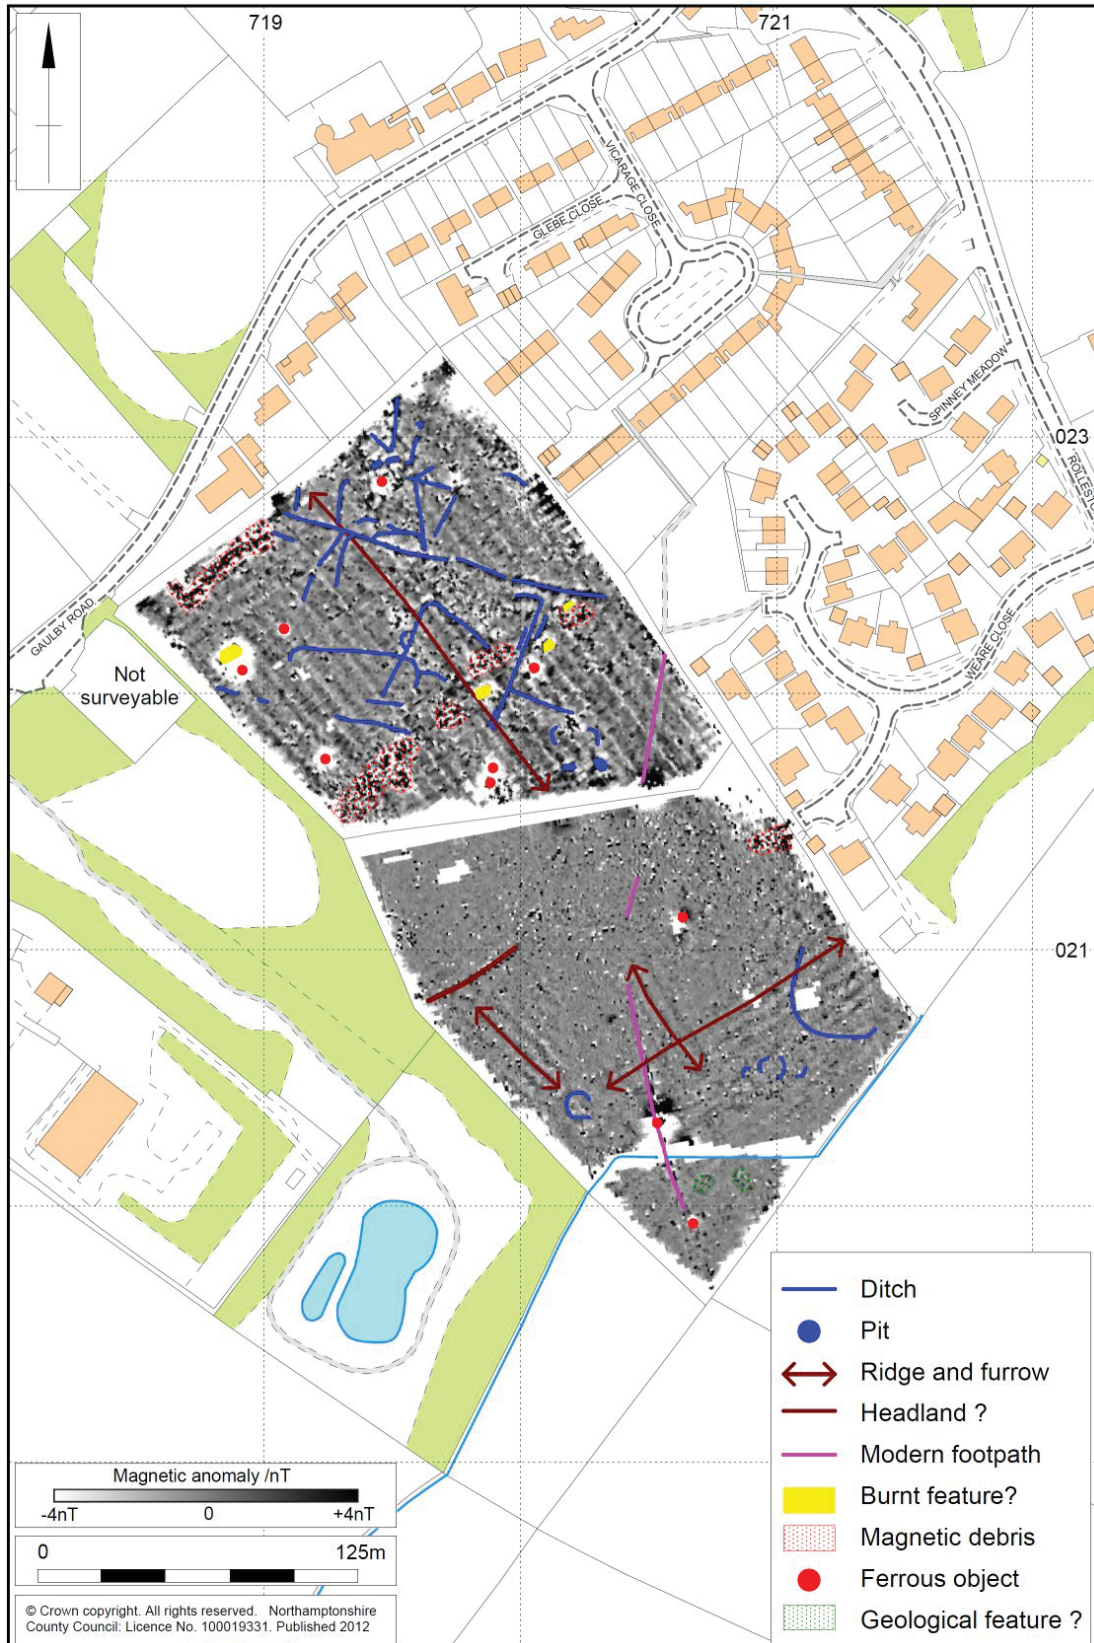 719
721
VICARAGE CLOSE
GLEBE CLOSE
SPINNEY MEADOW
023
ROLLESTO
GAULBY ROAD
WEARE CLOSE
Not
surveyable
021
Ditch
Pit
Ridge and furrow
Headland ?
Modern footpath
Burnt feature?
Magnetic debris
Ferrous object
Geological feature ?
Magnetic anomaly /nT
-4nT 0 +4nT
0 125m
© Crown copyright. All rights reserved. Northamptonshire
County Council: Licence No. 100019331. Published 2012